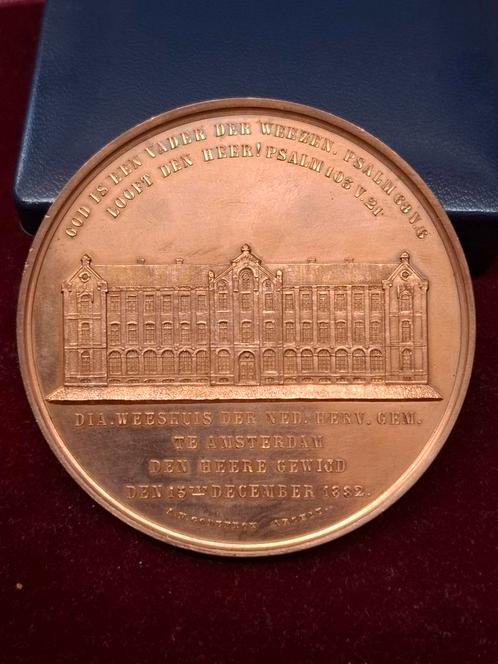 GOD IS EEN VADER DER WEEZEN. PSALM 68 V. 6
LOOFT DEN HEER! PSALM 103 V. 21
DIA. WEESHUIS DER NED. HERV. GEM.
TE AMSTERDAM
DEN HEERE GEWIJD
DEN 15DEN DECEMBER 1882.